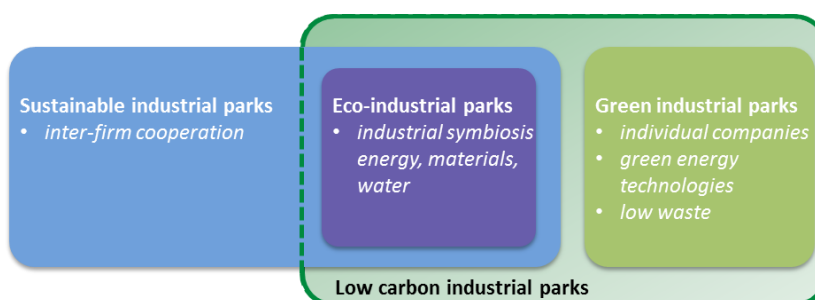 Sustainable industrial parks
• inter-firm cooperation
Eco-industrial parks
• industrial symbiosis
energy, materials,
water
Green industrial parks
• individual companies
• green energy
technologies
• low waste
Low carbon industrial parks